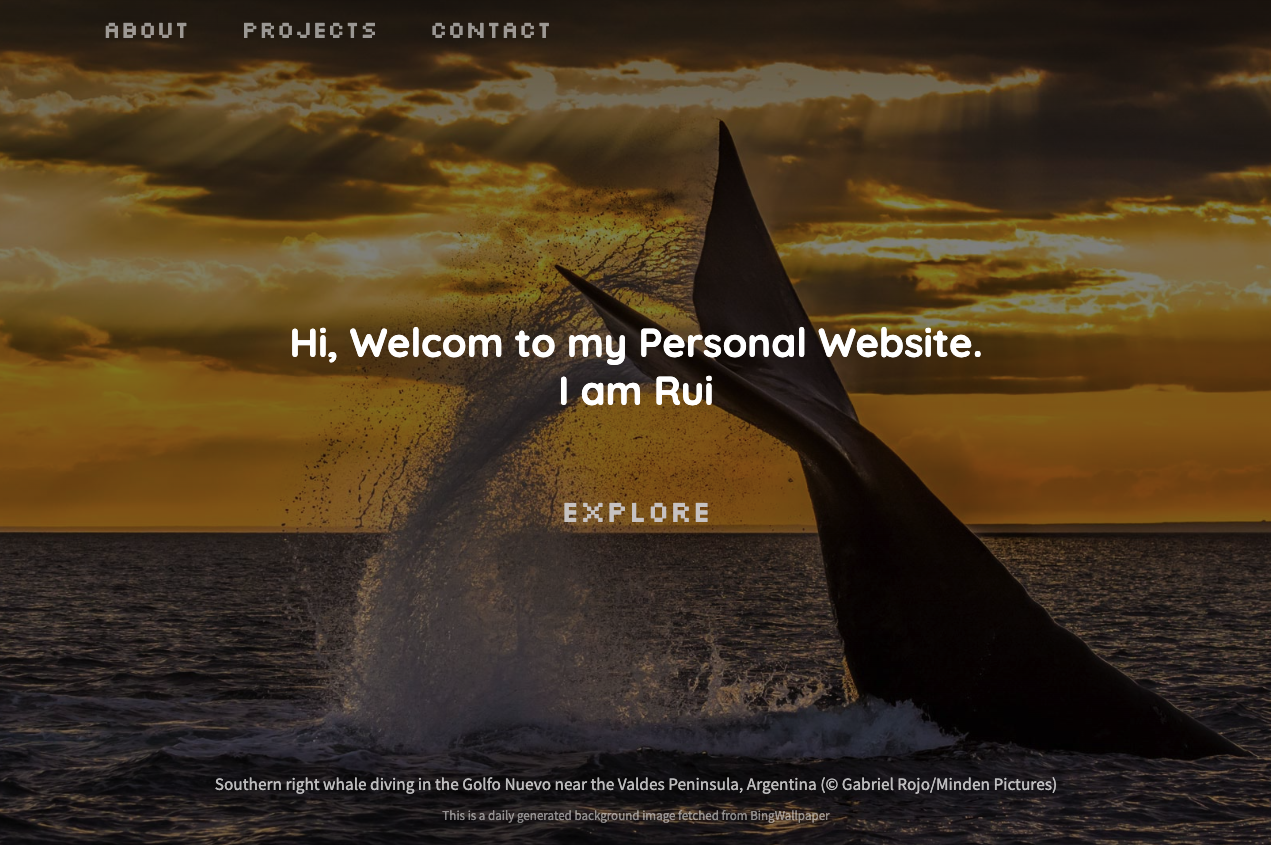 ABOUT PROJECTS CONTACT
Hi, Welcom to my Personal Website.
I am Rui
EXPLORE
Southern right whale diving in the Golfo Nuevo near the Valdes Peninsula, Argentina (© Gabriel Rojo/Minden Pictures)
This is a daily generated background image fetched from BingWallpaper